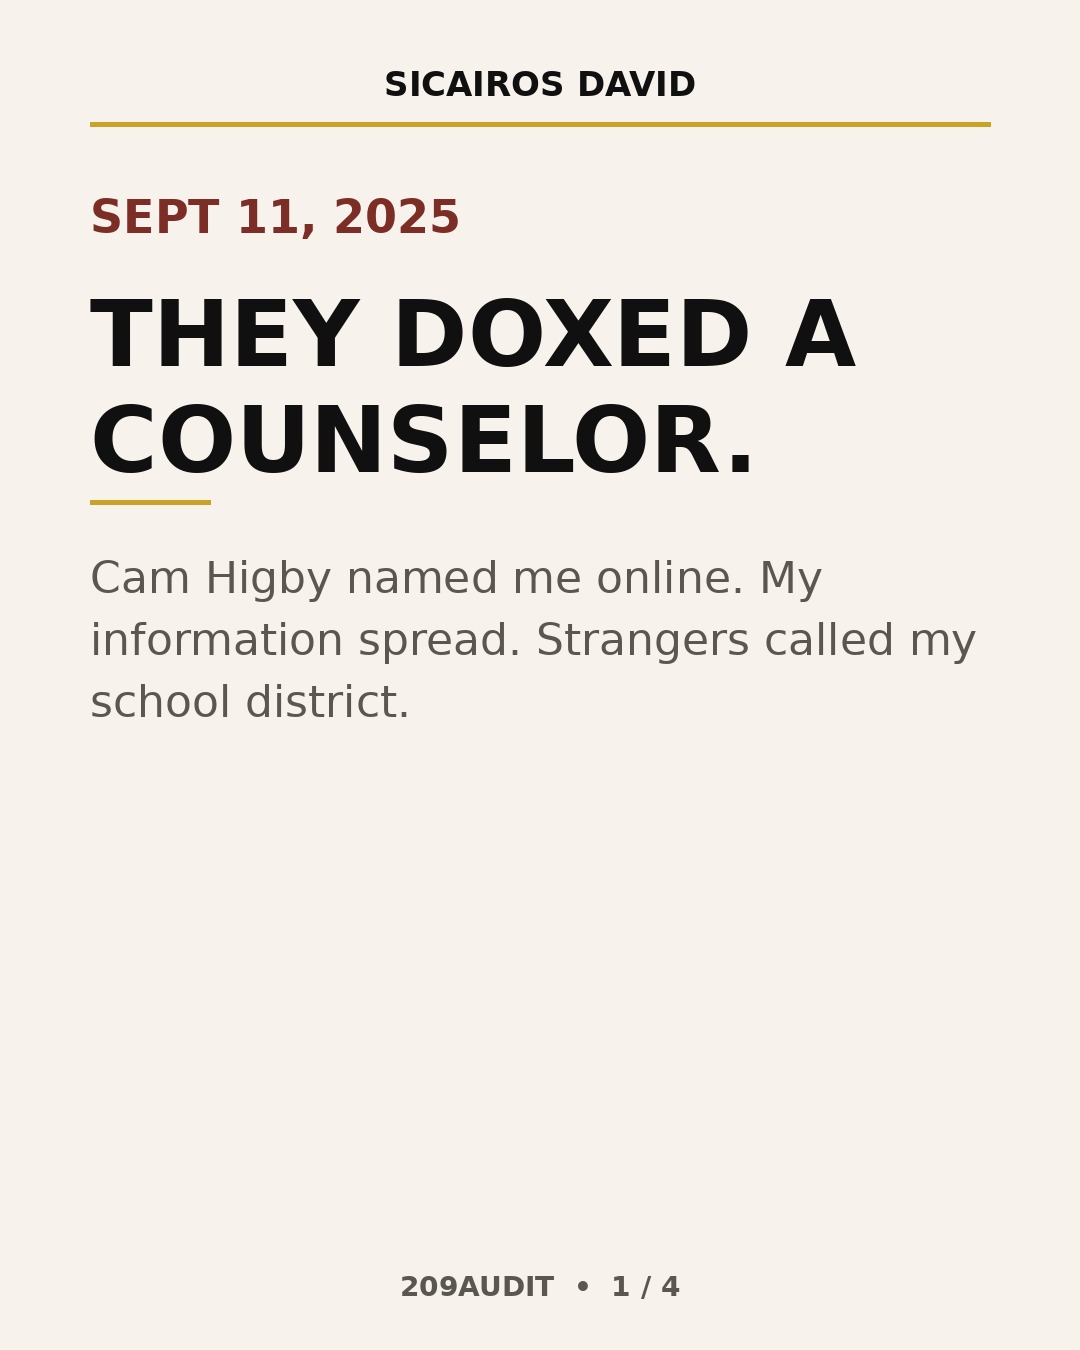 SICAIROS DAVID
SEPT 11, 2025
THEY DOXED A
COUNSELOR.
Cam Higby named me online. My
information spread. Strangers called my
school district.
209AUDIT • 1 / 4